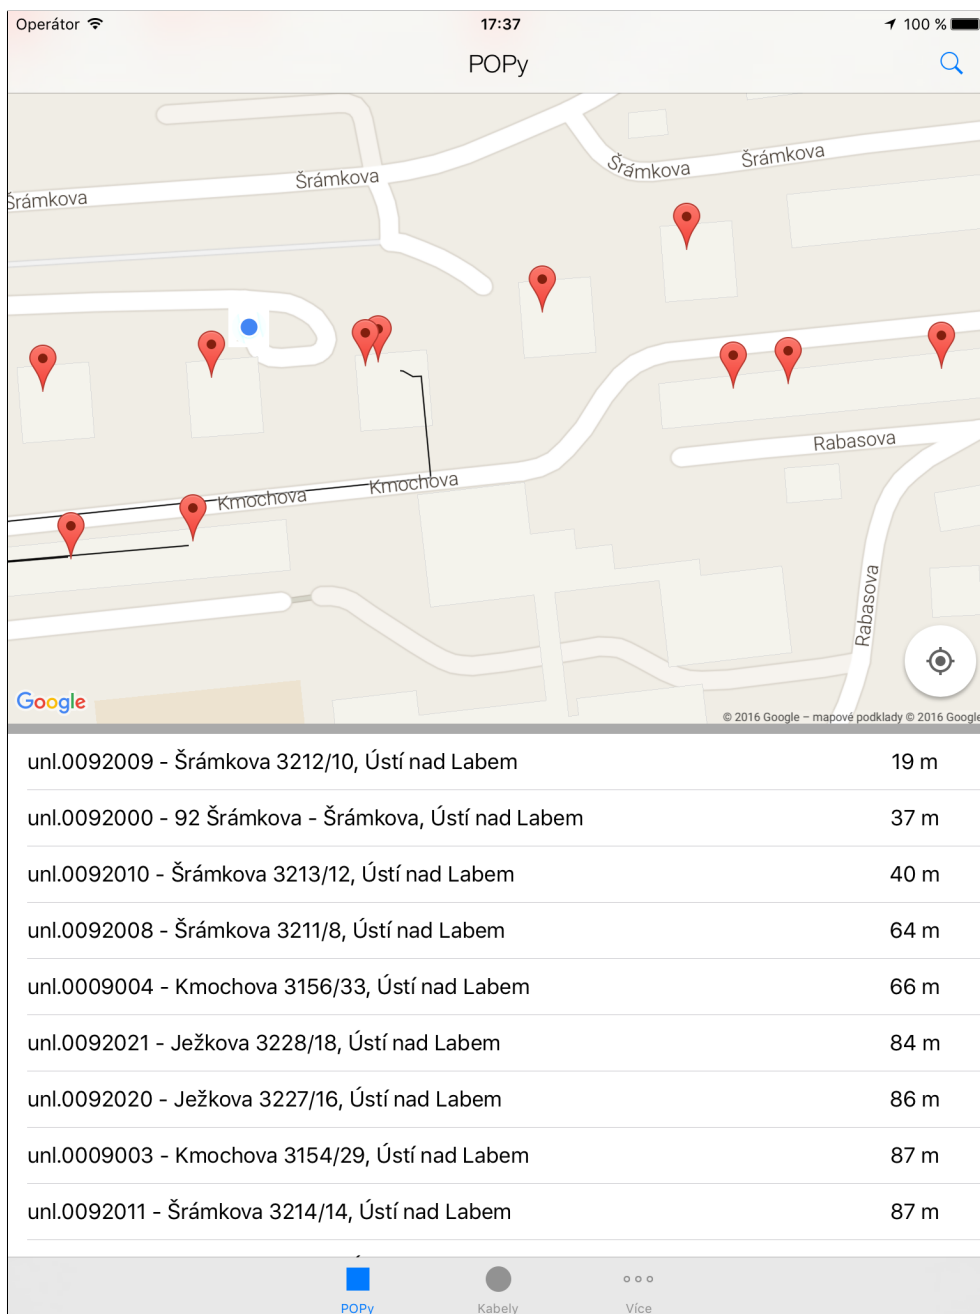 Operátor 17:37 100 %
POPy
Šrámkova
Šrámkova
Šrámkova
Šrámkova
Rabasova
Kmochova
Kmochova
Rabasova
Google
© 2016 Google – mapové podklady © 2016 Google
unl.0092009 - Šrámkova 3212/10, Ústí nad Labem 19 m
unl.0092000 - 92 Šrámkova - Šrámkova, Ústí nad Labem 37 m
unl.0092010 - Šrámkova 3213/12, Ústí nad Labem 40 m
unl.0092008 - Šrámkova 3211/8, Ústí nad Labem 64 m
unl.0009004 - Kmochova 3156/33, Ústí nad Labem 66 m
unl.0092021 - Ježkova 3228/18, Ústí nad Labem 84 m
unl.0092020 - Ježkova 3227/16, Ústí nad Labem 86 m
unl.0009003 - Kmochova 3154/29, Ústí nad Labem 87 m
unl.0092011 - Šrámkova 3214/14, Ústí nad Labem 87 m
POPy Kabely Více